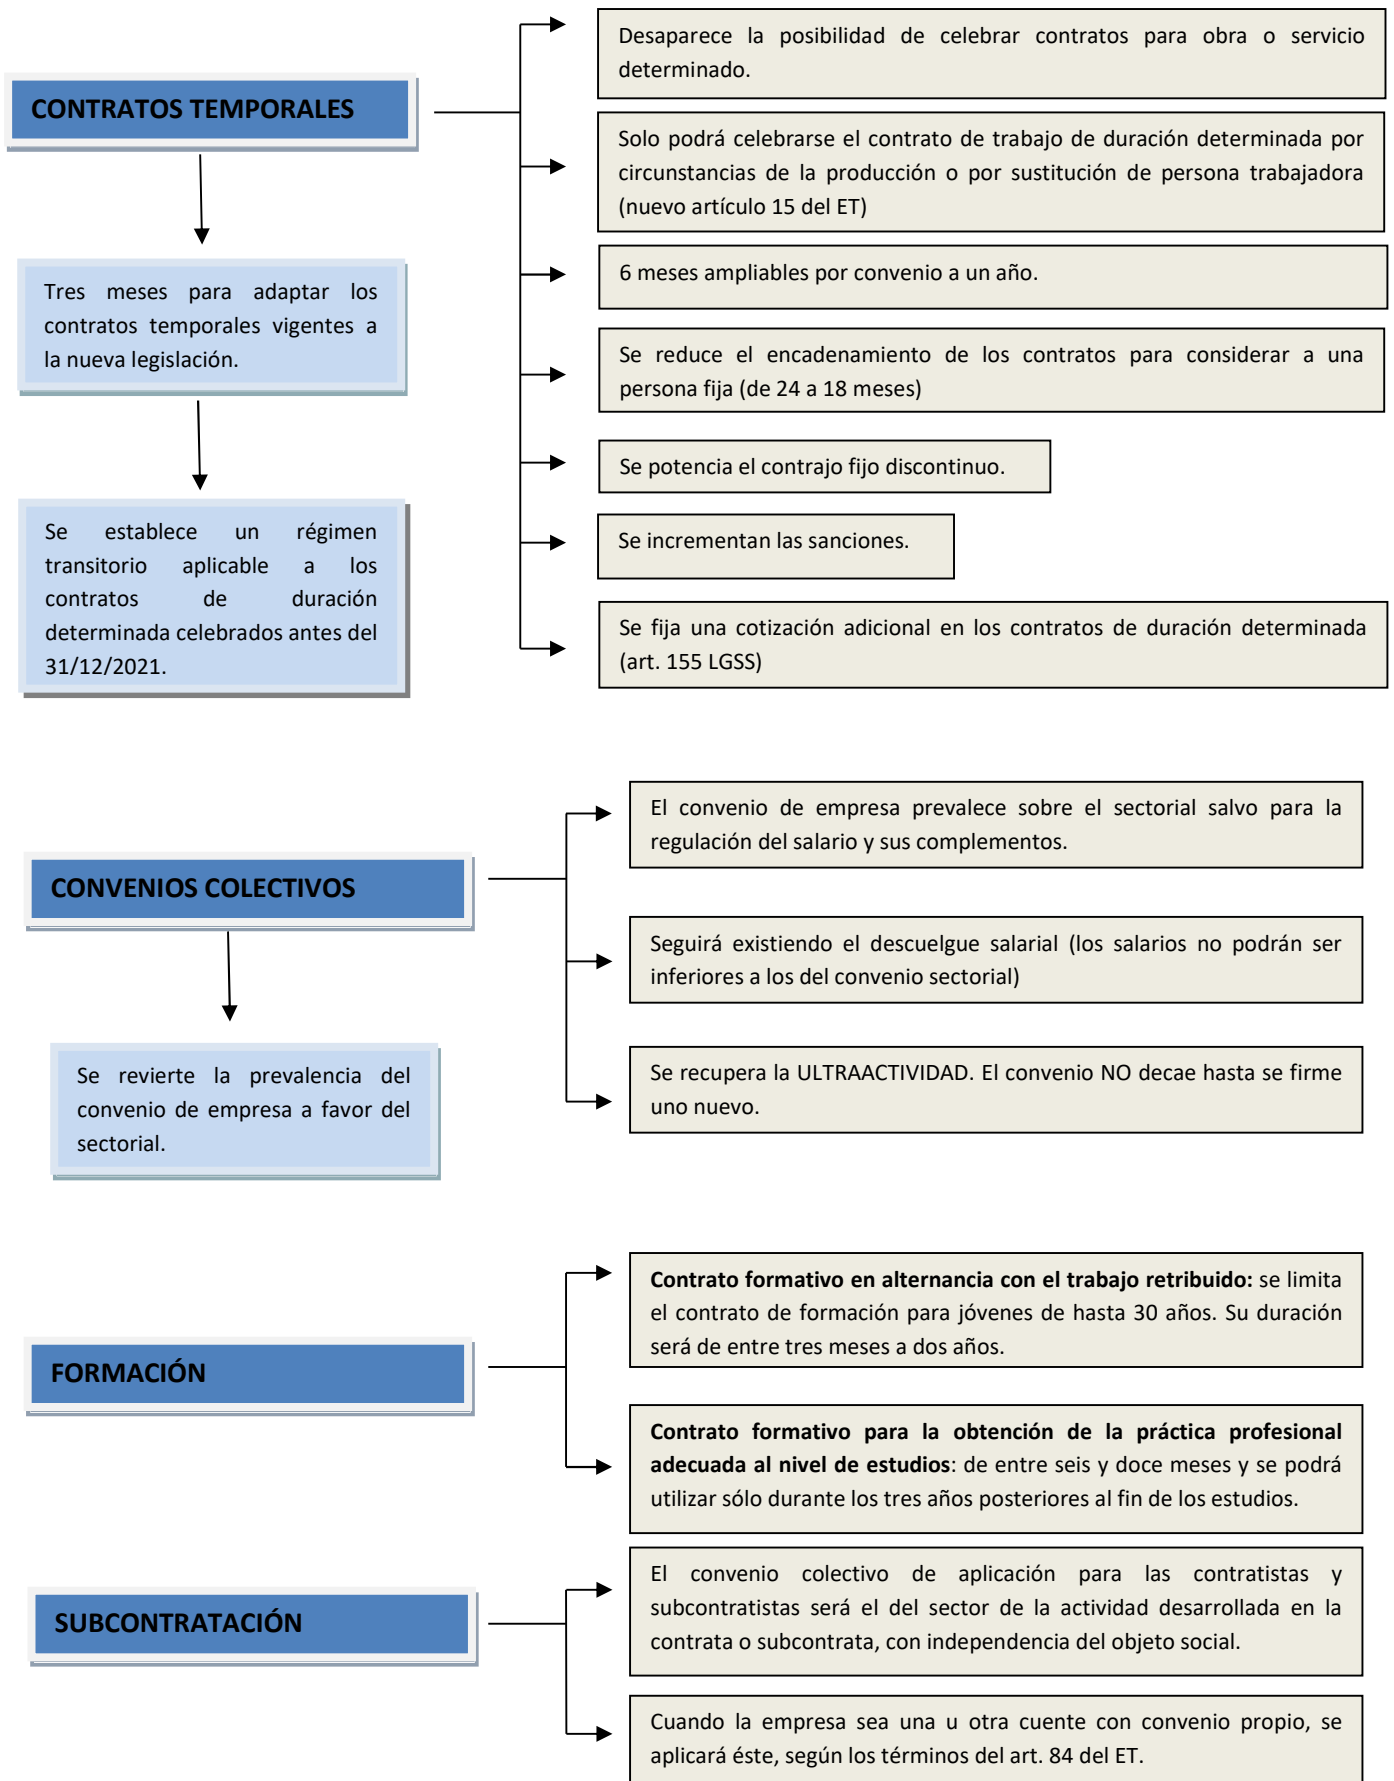 CONTRATOS TEMPORALES
Tres meses para adaptar los
contratos temporales vigentes a
la nueva legislación.
Se establece un régimen
transitorio aplicable a los
contratos de duración
determinada celebrados antes del
31/12/2021.
Desaparece la posibilidad de celebrar contratos para obra o servicio
determinado.
Solo podrá celebrarse el contrato de trabajo de duración determinada por
circunstancias de la producción o por sustitución de persona trabajadora
(nuevo artículo 15 del ET)
6 meses ampliables por convenio a un año.
Se reduce el encadenamiento de los contratos para considerar a una
persona fija (de 24 a 18 meses)
Se potencia el contrajo fijo discontinuo.
Se incrementan las sanciones.
Se fija una cotización adicional en los contratos de duración determinada
(art. 155 LGSS)
CONVENIOS COLECTIVOS
Se revierte la prevalencia del
convenio de empresa a favor del
sectorial.
El convenio de empresa prevalece sobre el sectorial salvo para la
regulación del salario y sus complementos.
Seguirá existiendo el descuelgue salarial (los salarios no podrán ser
inferiores a los del convenio sectorial)
Se recupera la ULTRAACTIVIDAD. El convenio NO decae hasta se firme
uno nuevo.
FORMACIÓN
Contrato formativo en alternancia con el trabajo retribuido: se limita
el contrato de formación para jóvenes de hasta 30 años. Su duración
será de entre tres meses a dos años.
Contrato formativo para la obtención de la práctica profesional
adecuada al nivel de estudios: de entre seis y doce meses y se podrá
utilizar sólo durante los tres años posteriores al fin de los estudios.
SUBCONTRATACIÓN
El convenio colectivo de aplicación para las contratistas y
subcontratistas será el del sector de la actividad desarrollada en la
contrata o subcontrata, con independencia del objeto social.
Cuando la empresa sea una u otra cuente con convenio propio, se
aplicará éste, según los términos del art. 84 del ET.